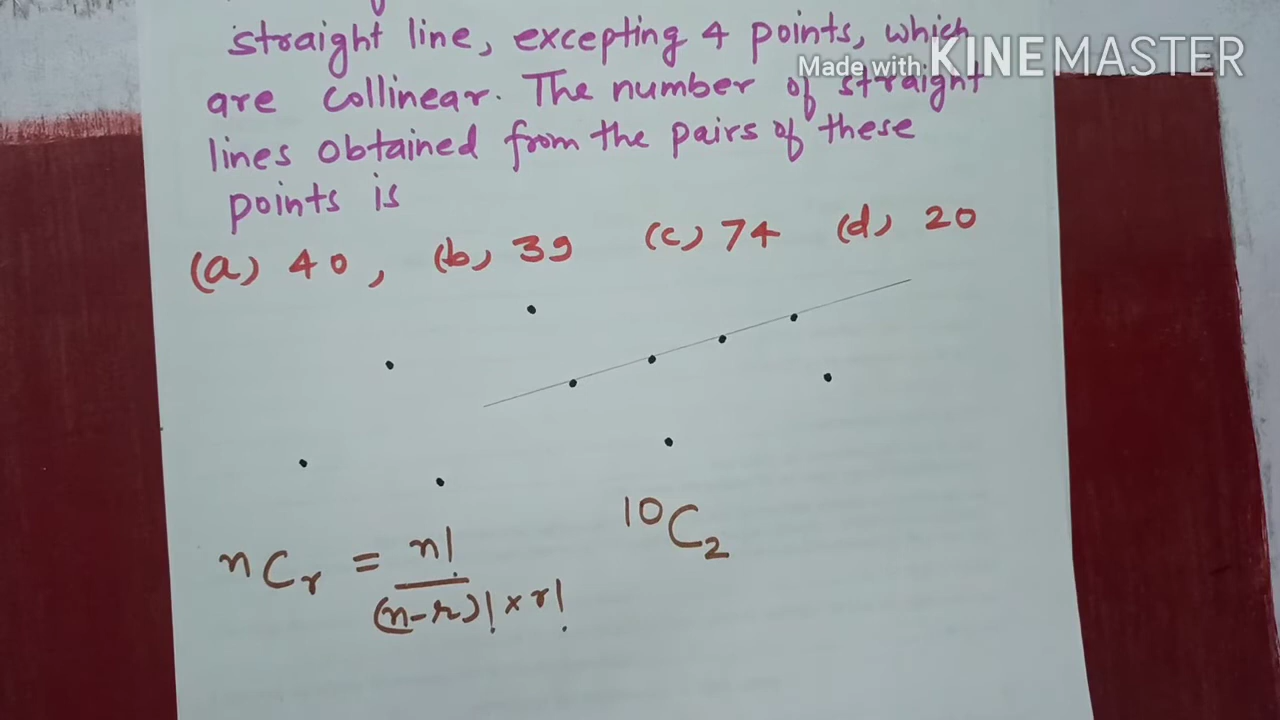 straight line, excepting 4 points, which
Made with KINEMASTER
are collinear. The number of straight
lines obtained from the pairs of these
points is
(a) 40, (b) 39 (c) 74 (d) 20
ⁿCᵣ = n! / (n-r)! × r!
¹⁰C₂